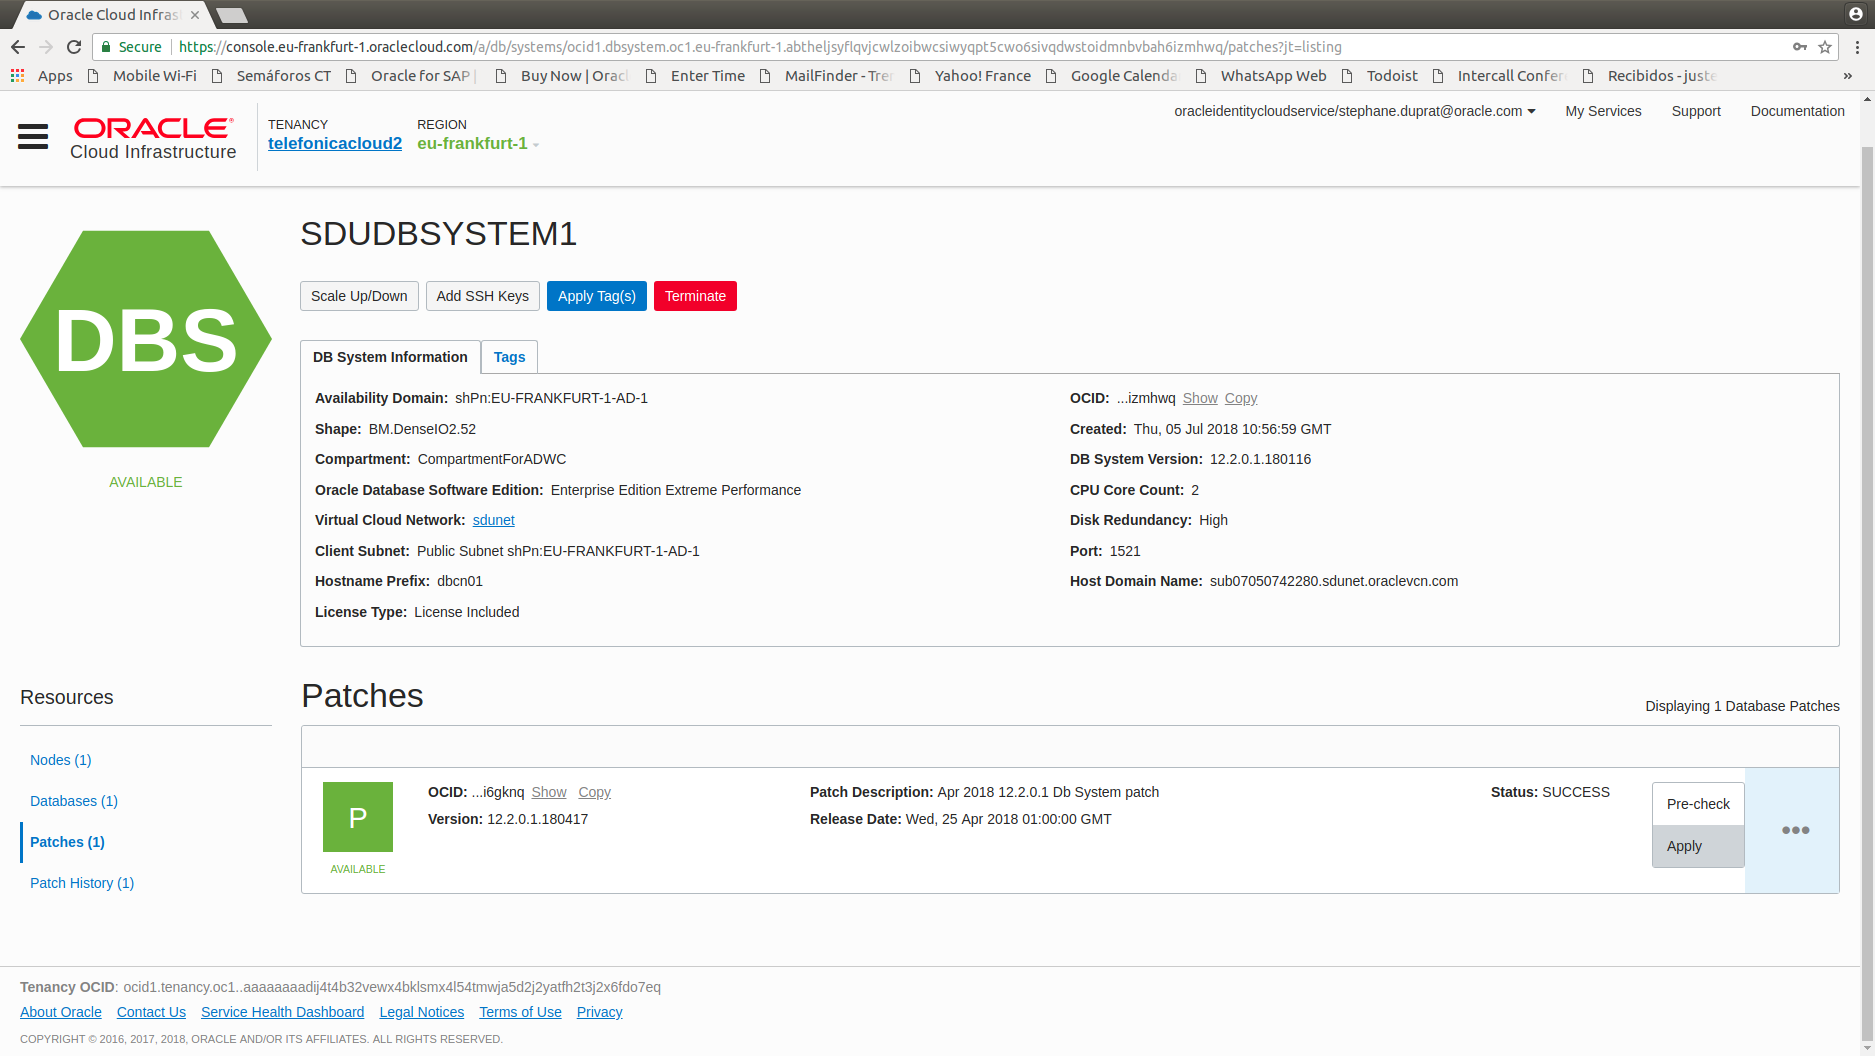 Oracle Cloud Infras
Secure https://console.eu-frankfurt-1.oraclecloud.com/a/db/systems/ocid1.dbsystem.oc1.eu-frankfurt-1.abtheljsyflqvjcwlzoibwcsiwyqpt5cwo6sivqdwstoidmnbvbah6izmhwq/patches?jt=listing
Apps Mobile Wi-Fi Semáforos CT Oracle for SAP | Buy Now | Orac Enter Time MailFinder - Tre Yahoo! France Google Calenda WhatsApp Web Todoist Intercall Confer Recibidos - juste »
oracleidentitycloudservice/stephane.duprat@oracle.com My Services Support Documentation
ORACLE®
Cloud Infrastructure
TENANCY
telefonicacloud2
REGION
eu-frankfurt-1
DBS
AVAILABLE
SDUDBSYSTEM1
Scale Up/Down Add SSH Keys Apply Tag(s) Terminate
DB System Information Tags
Availability Domain: shPn:EU-FRANKFURT-1-AD-1
Shape: BM.DenseIO2.52
Compartment: CompartmentForADWC
Oracle Database Software Edition: Enterprise Edition Extreme Performance
Virtual Cloud Network: sdunet
Client Subnet: Public Subnet shPn:EU-FRANKFURT-1-AD-1
Hostname Prefix: dbcn01
License Type: License Included
OCID: ...izmhwq Show Copy
Created: Thu, 05 Jul 2018 10:56:59 GMT
DB System Version: 12.2.0.1.180116
CPU Core Count: 2
Disk Redundancy: High
Port: 1521
Host Domain Name: sub07050742280.sdunet.oraclevcn.com
Resources
Nodes (1)
Databases (1)
Patches (1)
Patch History (1)
Patches
Displaying 1 Database Patches
P
AVAILABLE
OCID: ...i6gknq Show Copy
Version: 12.2.0.1.180417
Patch Description: Apr 2018 12.2.0.1 Db System patch
Release Date: Wed, 25 Apr 2018 01:00:00 GMT
Status: SUCCESS
Pre-check
Apply
Tenancy OCID: ocid1.tenancy.oc1..aaaaaaaadij4t4b32vewx4bklsmx4l54tmwja5d2j2yatfh2t3j2x6fdo7eq
About Oracle Contact Us Service Health Dashboard Legal Notices Terms of Use Privacy
COPYRIGHT © 2016, 2017, 2018, ORACLE AND/OR ITS AFFILIATES. ALL RIGHTS RESERVED.